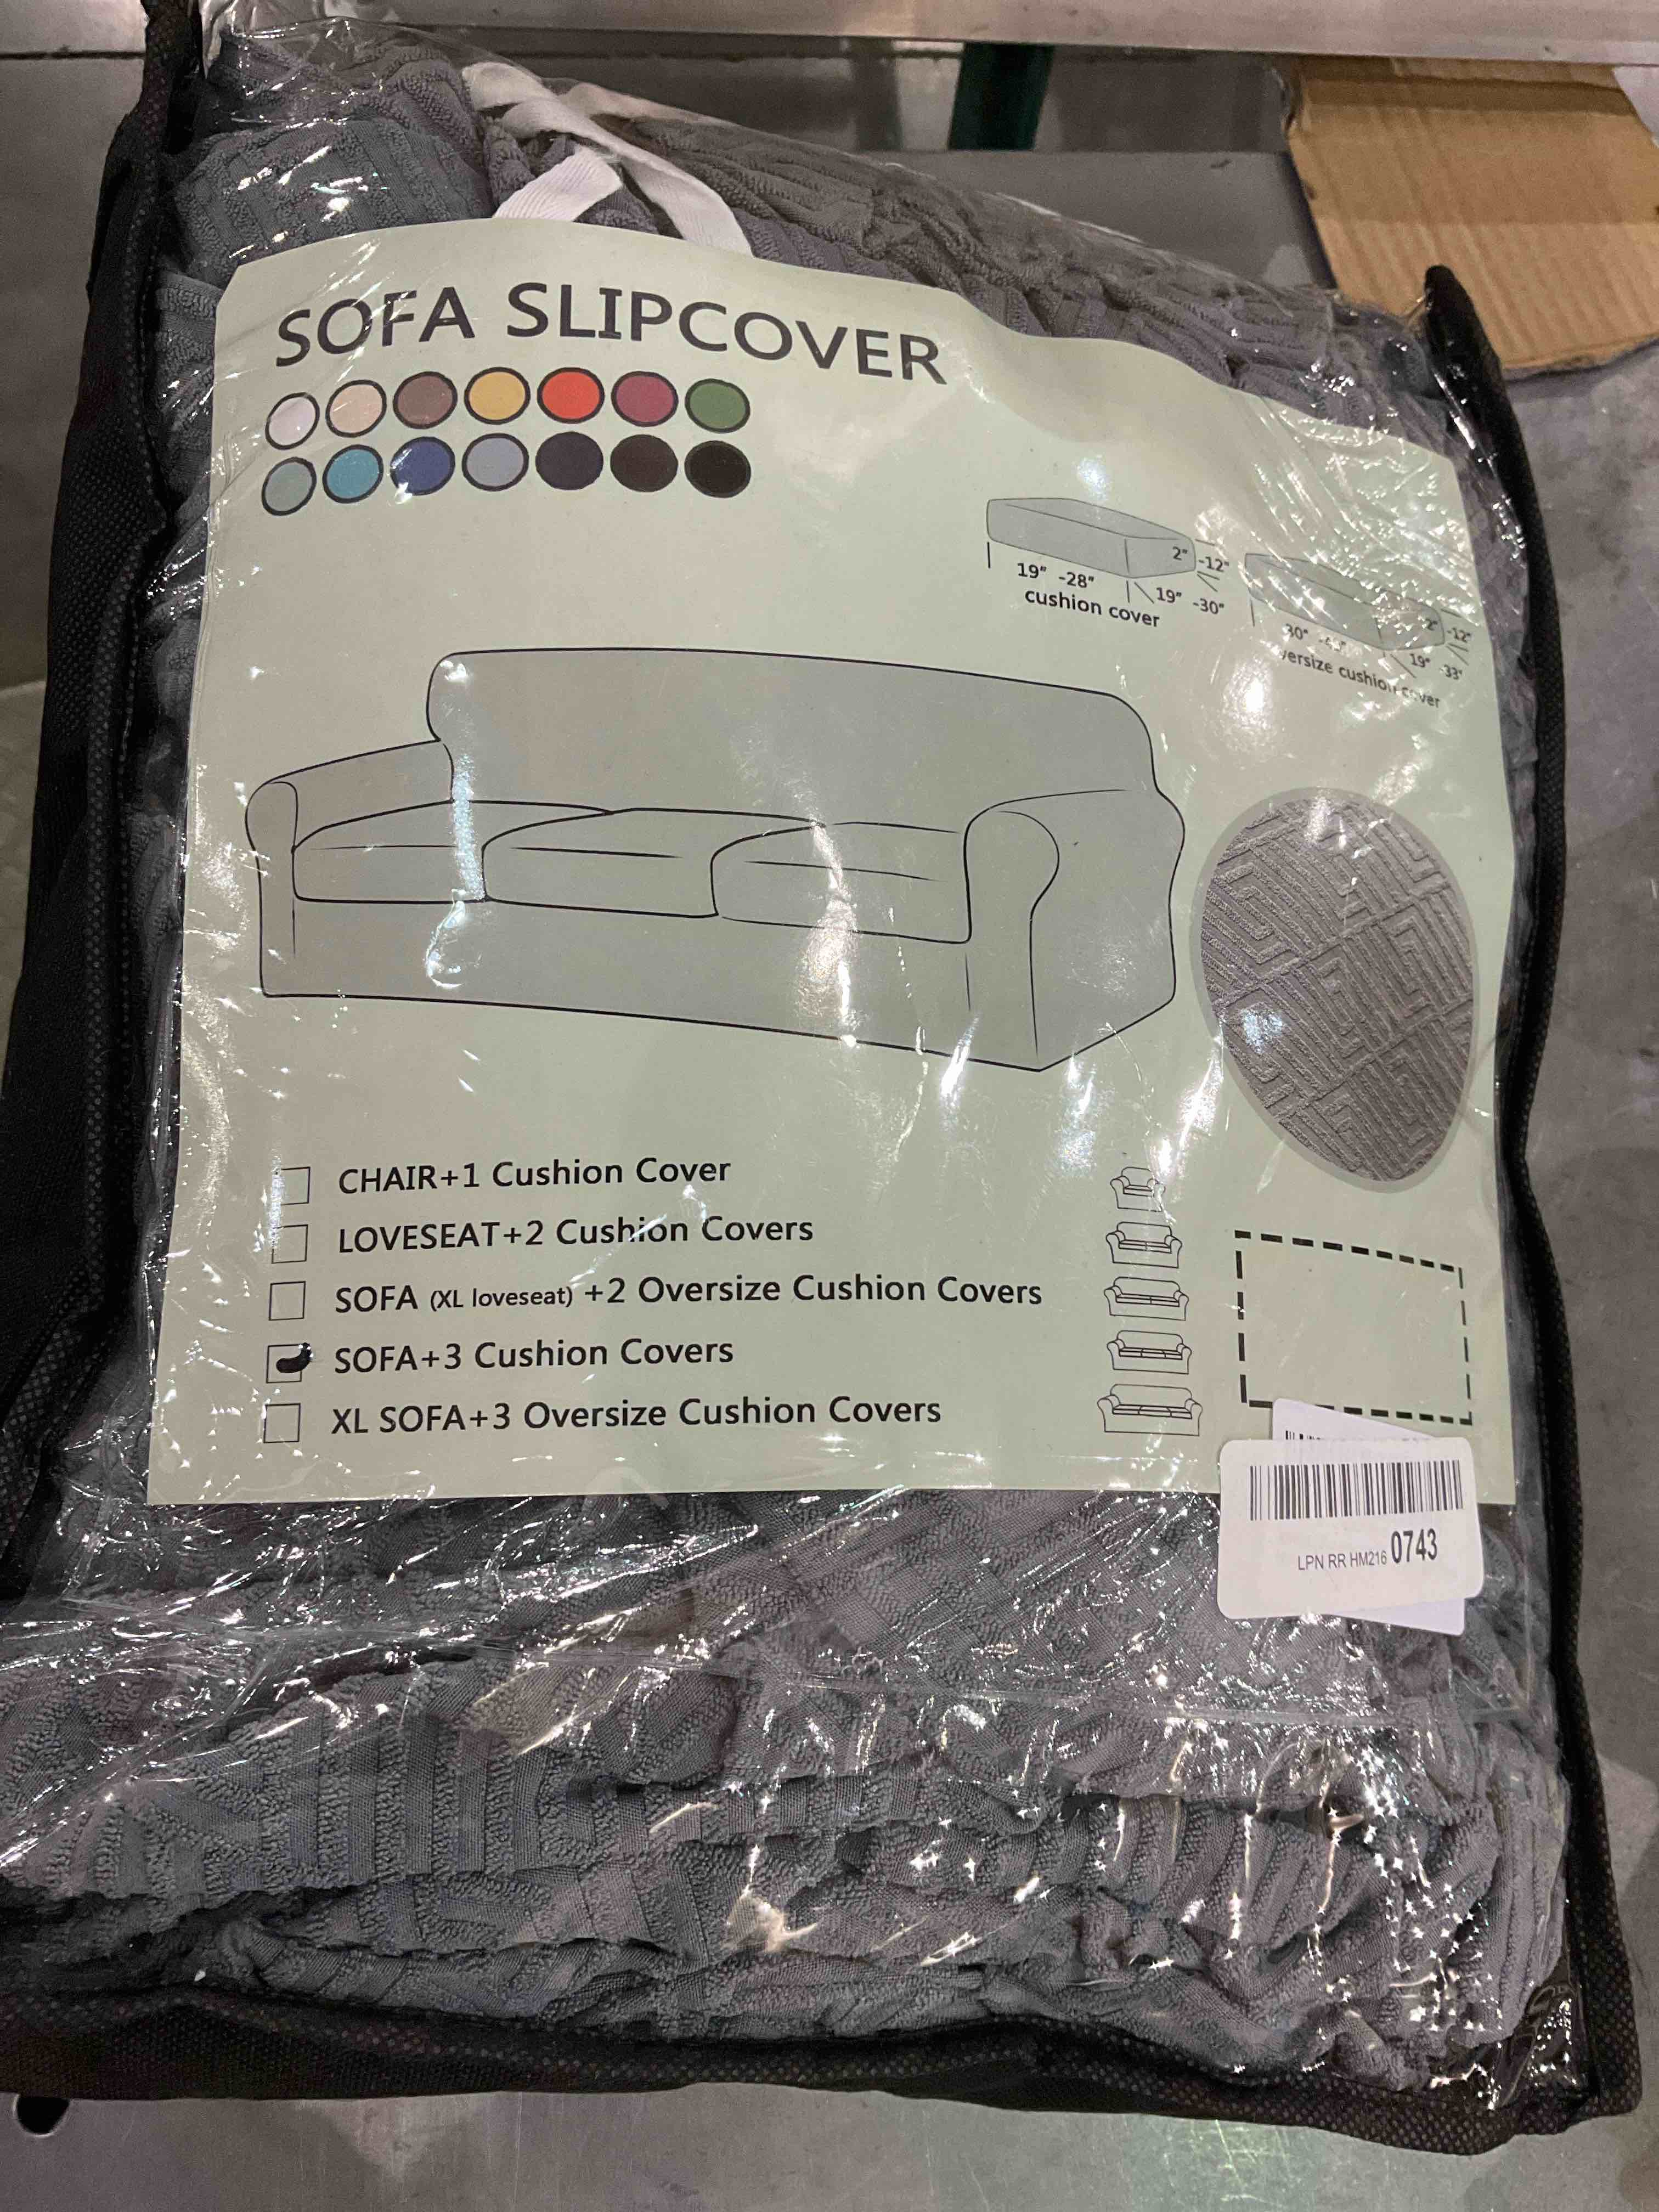 SOFA SLIPCOVER
2" -12"
19" -28"
19" -30"
cushion cover
2" -12"
30"
19" -33"
cushion
CHAIR+1 Cushion Cover
LOVESEAT+2 Cushion Covers
SOFA (XL loveseat) +2 Oversize Cushion Covers
SOFA+3 Cushion Covers
XL SOFA+3 Oversize Cushion Covers
LPN RR HM216 0743